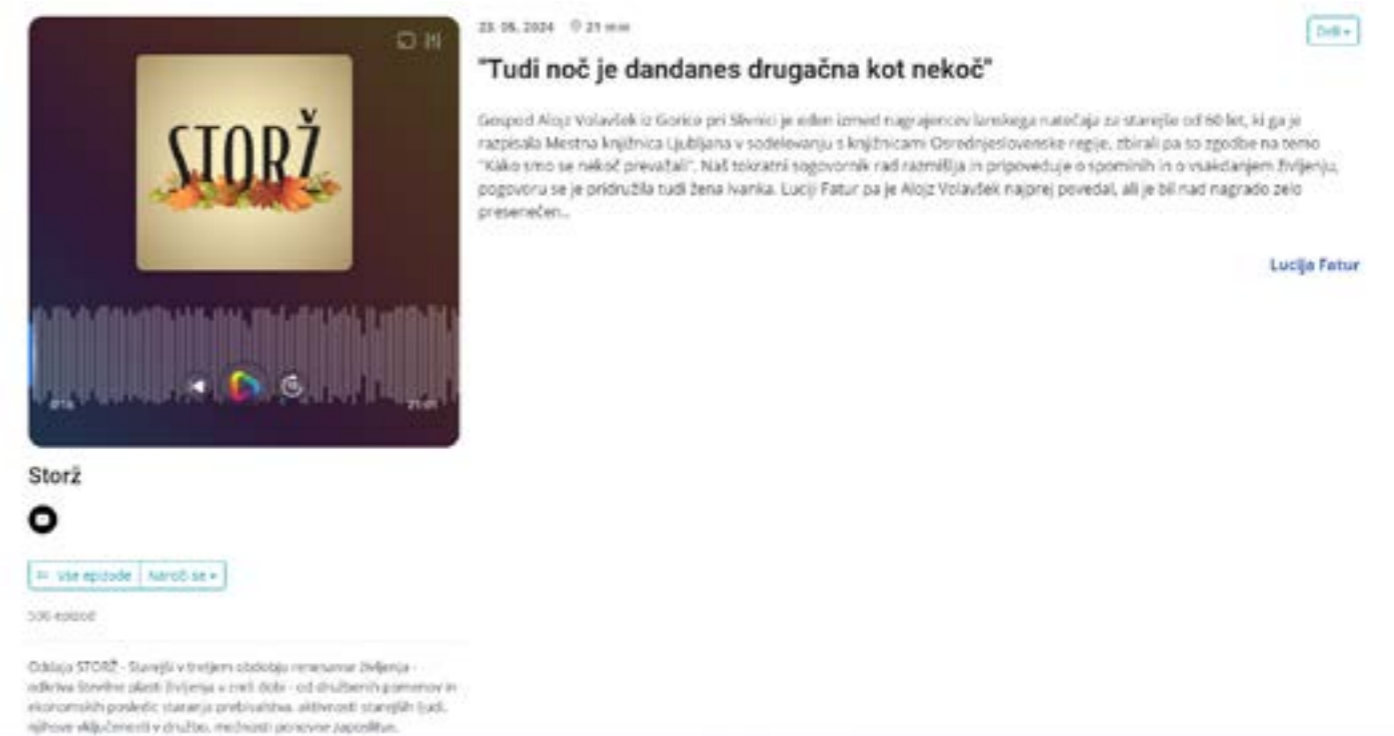 STORŽ
21:01
Storž
Vse epizode
Naroči se
epizod
Oddaja STORŽ - Starejši v tretjem obdobju renesanse življenja -
odkriva številne plasti življenja v zreli dobi - od družbenih pomenov in
ekonomskih posledic staranja prebivalstva, aktivnosti starejših ljudi,
njihove vključenosti v družbo, možnosti ponovne zaposlitve,
2024 21 min
Deli
"Tudi noč je dandanes drugačna kot nekoč"
Gospod Alojz Volavšek iz Gorice pri Slivnici je eden izmed nagrajencev lanskega natečaja za starejše od 60 let, ki ga je
razpisala Mestna knjižnica Ljubljana v sodelovanju s knjižnicami Osrednjeslovenske regije, zbirali pa so zgodbe na temo
"Kako smo se nekoč prevažali". Naš tokratni sogovornik rad razmišlja in pripoveduje o spominih in o vsakdanjem življenju,
pogovoru se je pridružila tudi žena Ivanka. Luciji Fatur pa je Alojz Volavšek najprej povedal, ali je bil nad nagrado zelo
presenečen...
Lucija Fatur